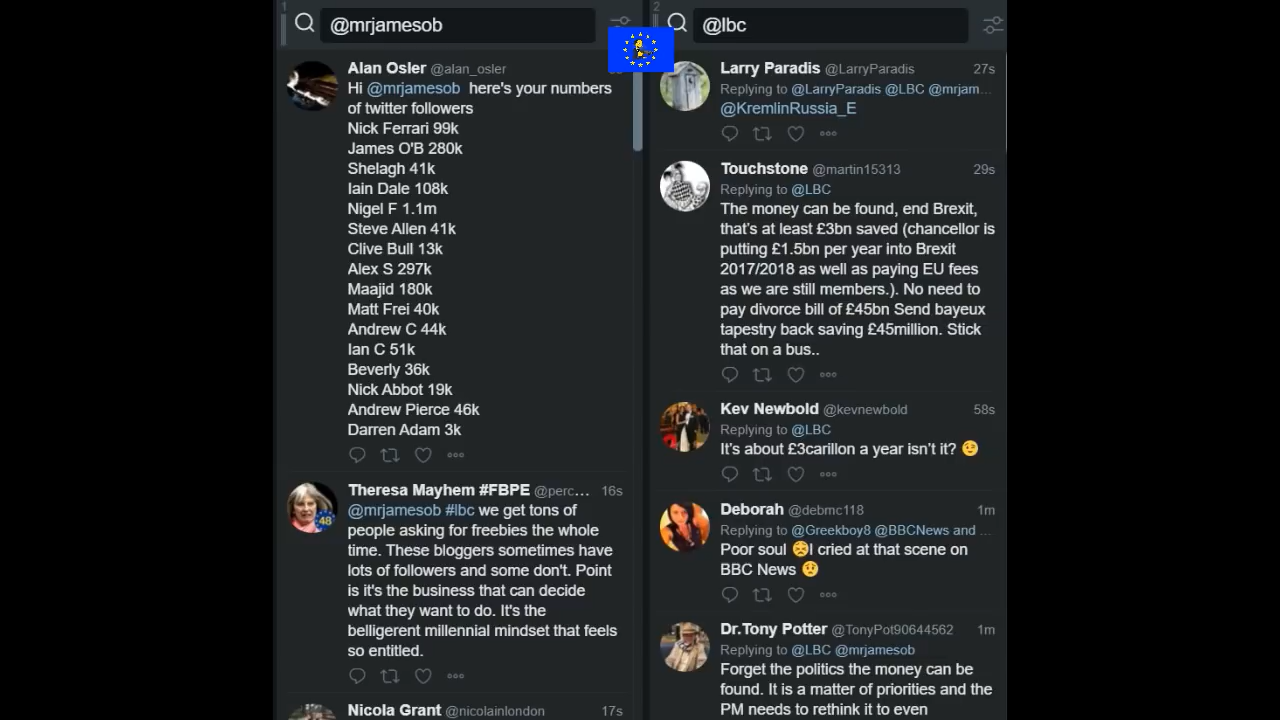 1
@mrjamesob
Alan Osler @alan_osler
Hi @mrjamesob here's your numbers
of twitter followers
Nick Ferrari 99k
James O'B 280k
Shelagh 41k
Iain Dale 108k
Nigel F 1.1m
Steve Allen 41k
Clive Bull 13k
Alex S 297k
Maajid 180k
Matt Frei 40k
Andrew C 44k
Ian C 51k
Beverly 36k
Nick Abbot 19k
Andrew Pierce 46k
Darren Adam 3k
Theresa Mayhem #FBPE @perc... 16s
48
@mrjamesob #lbc we get tons of
people asking for freebies the whole
time. These bloggers sometimes have
lots of followers and some don't. Point
is it's the business that can decide
what they want to do. It's the
belligerent millennial mindset that feels
so entitled.
Nicola Grant @nicolainlondon 17s
2
@lbc
Larry Paradis @LarryParadis 27s
Replying to @LarryParadis @LBC @mrjam...
@KremlinRussia_E
Touchstone @martin15313 29s
Replying to @LBC
The money can be found, end Brexit,
that's at least £3bn saved (chancellor is
putting £1.5bn per year into Brexit
2017/2018 as well as paying EU fees
as we are still members.). No need to
pay divorce bill of £45bn Send bayeux
tapestry back saving £45million. Stick
that on a bus..
Kev Newbold @kevnewbold 58s
Replying to @LBC
It's about £3carillon a year isn't it? 😉
Deborah @debmc118 1m
Replying to @Greekboy8 @BBCNews and ...
Poor soul 😢I cried at that scene on
BBC News 😢
Dr.Tony Potter @TonyPot90644562 1m
Replying to @LBC @mrjamesob
Forget the politics the money can be
found. It is a matter of priorities and the
PM needs to rethink it to even